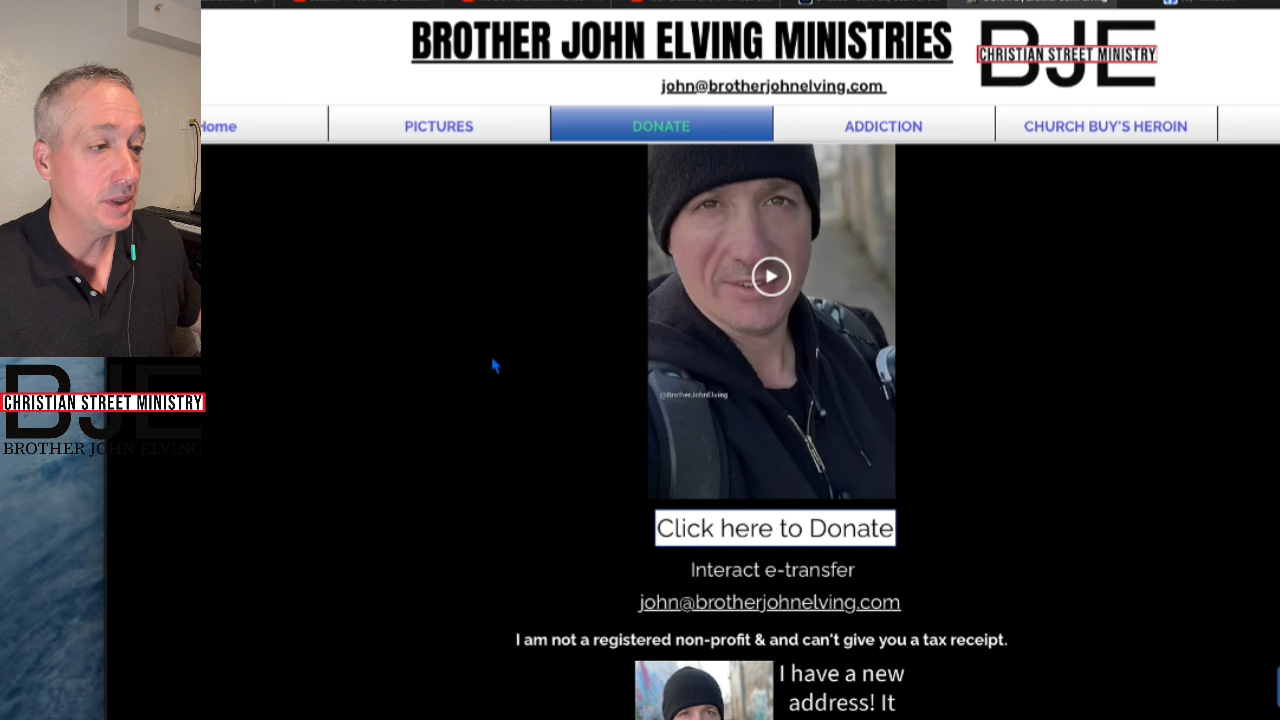 BROTHER JOHN ELVING MINISTRIES
BJE
CHRISTIAN STREET MINISTRY
john@brotherjohnelving.com
Home
PICTURES
DONATE
ADDICTION
CHURCH BUY'S HEROIN
@BrotherJohnElving
BJE
CHRISTIAN STREET MINISTRY
BROTHER JOHN ELVING
Click here to Donate
Interact e-transfer
john@brotherjohnelving.com
I am not a registered non-profit & and can't give you a tax receipt.
I have a new
address! It